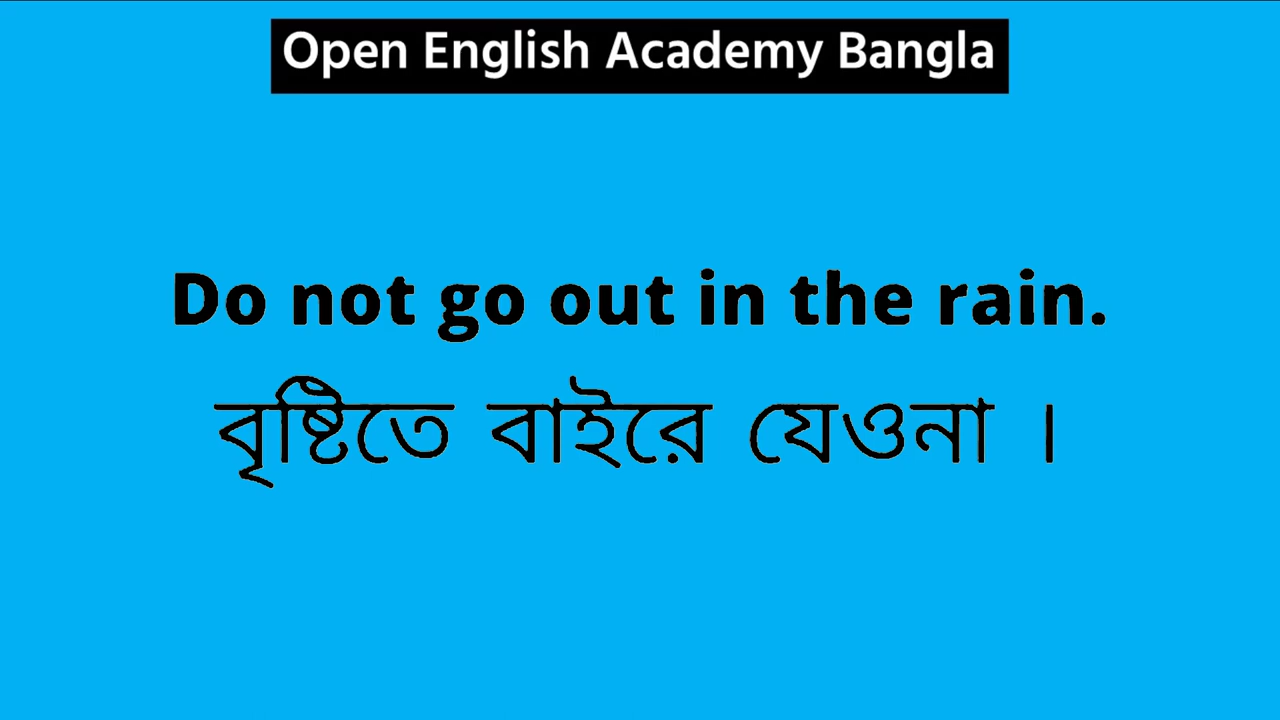 Open English Academy Bangla
Do not go out in the rain.
বৃষ্টিতে বাইরে যেওনা ।